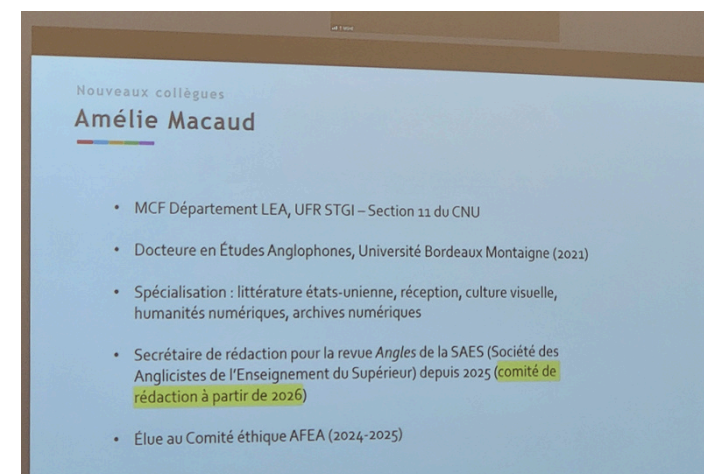 Nouveaux collègues
Amélie Macaud
• MCF Département LEA, UFR STGI – Section 11 du CNU
• Docteure en Études Anglophones, Université Bordeaux Montaigne (2021)
• Spécialisation : littérature états-unienne, réception, culture visuelle,
humanités numériques, archives numériques
• Secrétaire de rédaction pour la revue Angles de la SAES (Société des
Anglicistes de l'Enseignement du Supérieur) depuis 2025 (comité de
rédaction à partir de 2026)
• Élue au Comité éthique AFEA (2024-2025)